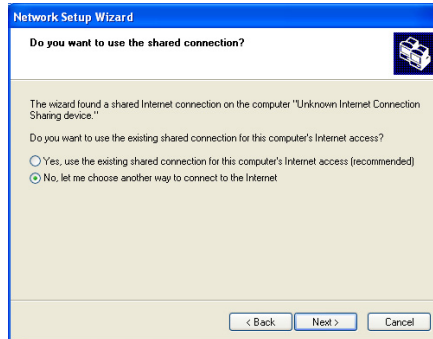 Network Setup Wizard
Do you want to use the shared connection?
The wizard found a shared Internet connection on the computer "Unknown Internet Connection
Sharing device."
Do you want to use the existing shared connection for this computer's Internet access?
Yes, use the existing shared connection for this computer's Internet access (recommended)
No, let me choose another way to connect to the Internet
< Back Next > Cancel